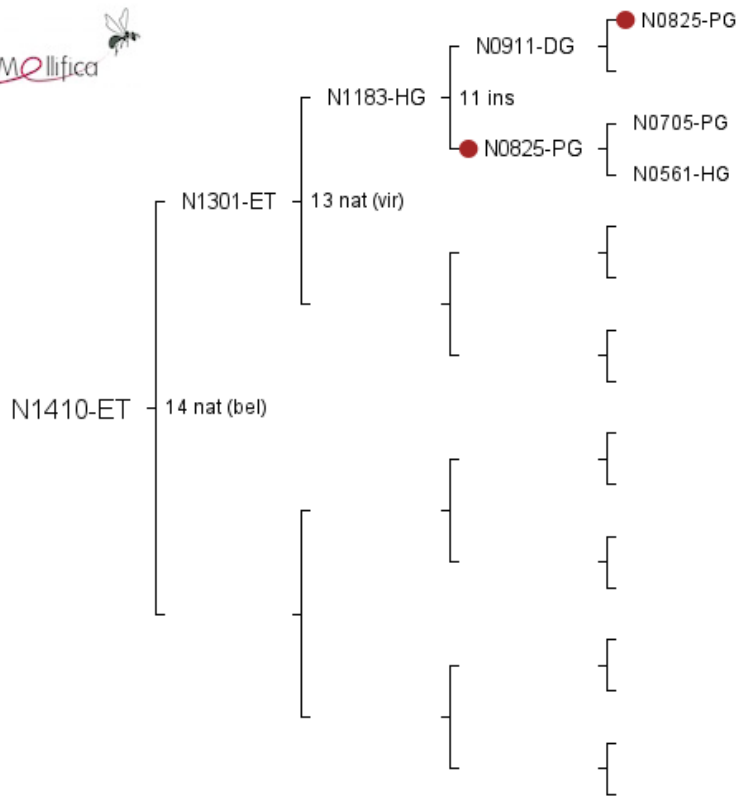 Mellifica
N0825-PG
N0911-DG
N1183-HG
11 ins
N0705-PG
N0825-PG
N0561-HG
N1301-ET
13 nat (vir)
N1410-ET
14 nat (bel)